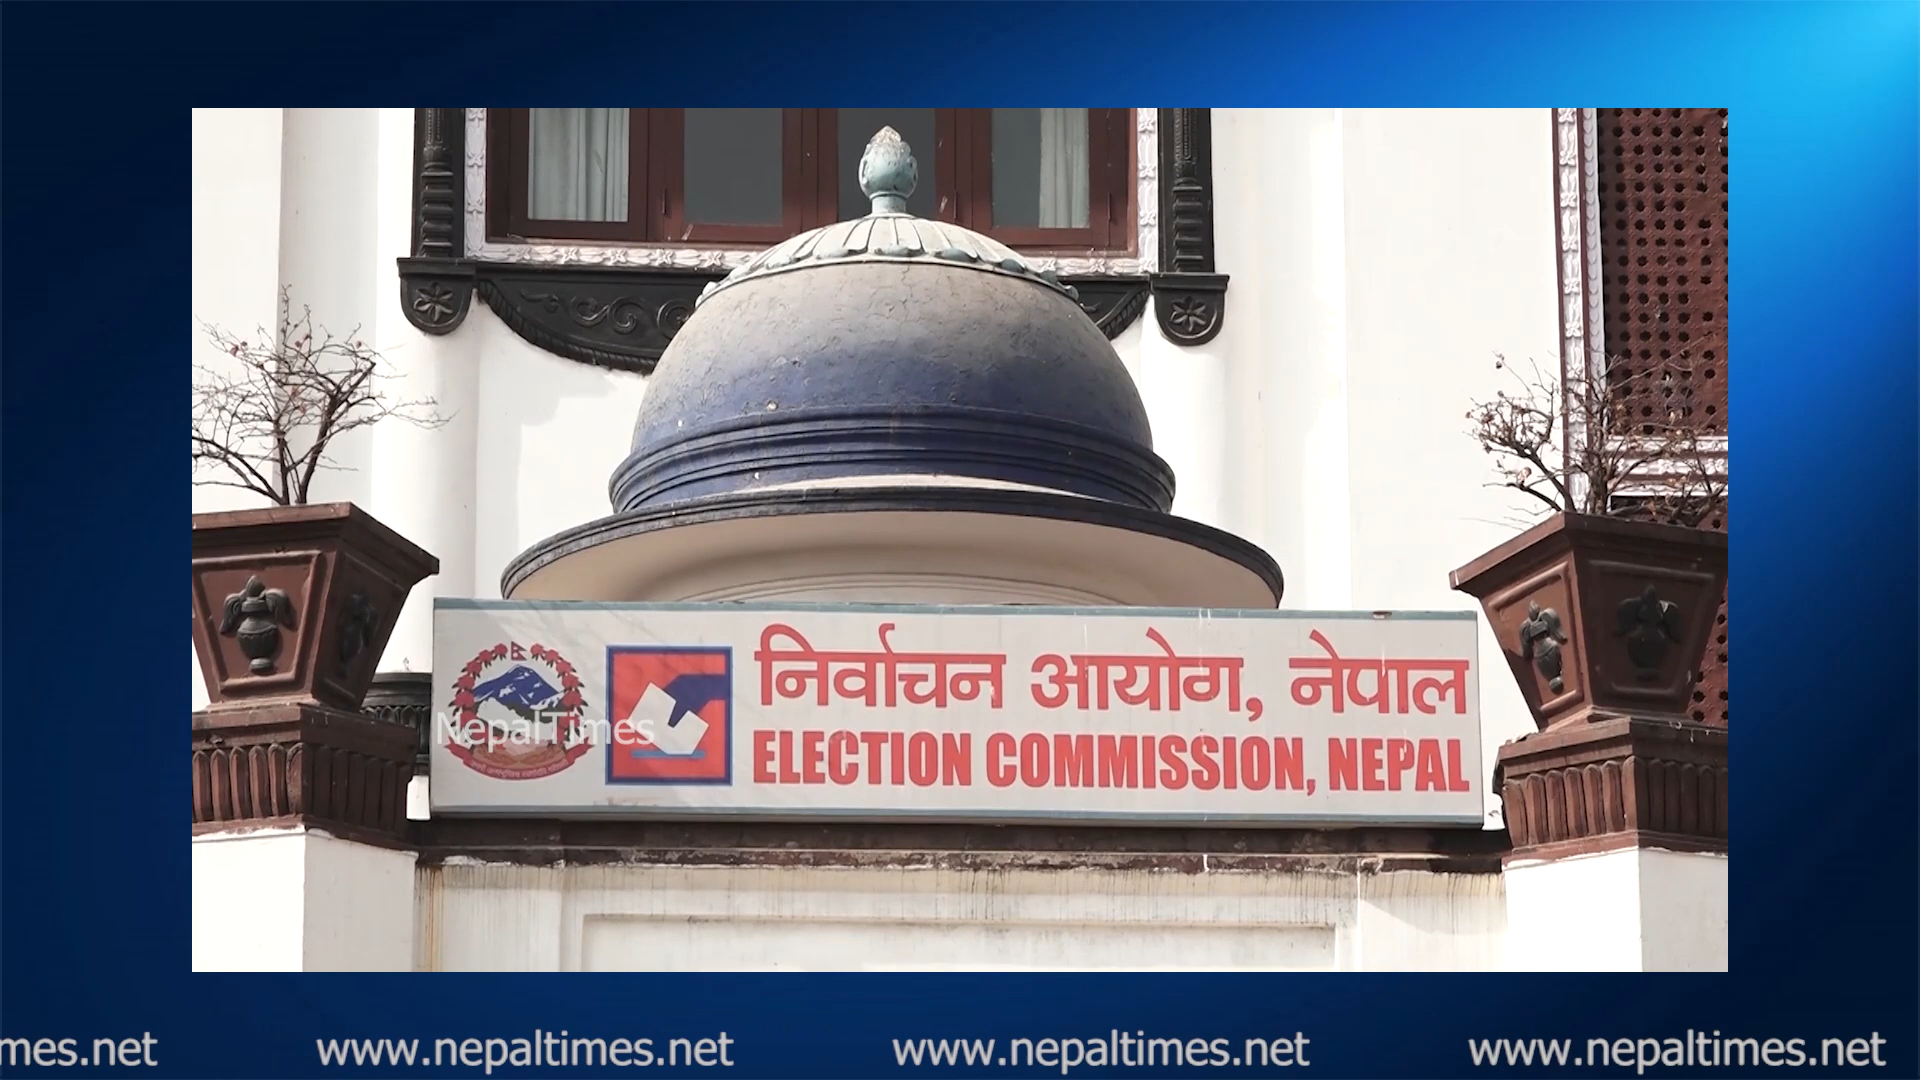 निर्वाचन आयोग, नेपाल
ELECTION COMMISSION, NEPAL
NepalTimes
mes.net www.nepaltimes.net www.nepaltimes.net www.nepaltimes.net